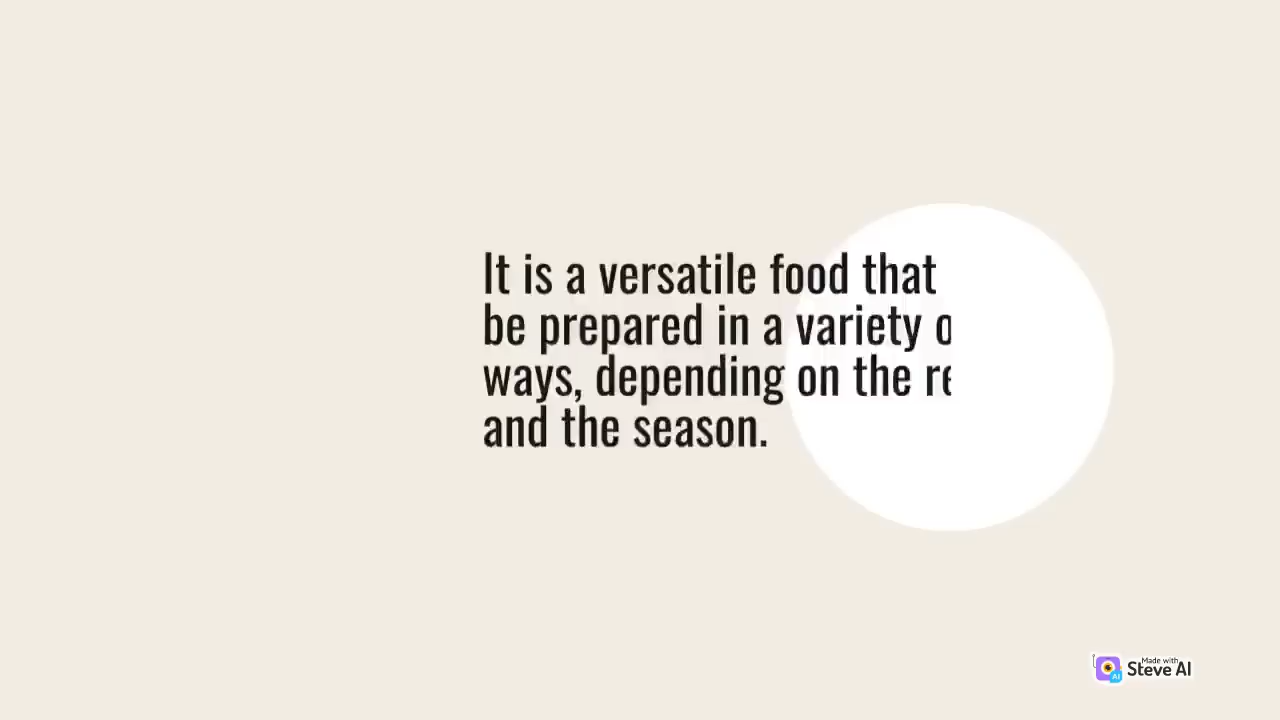 It is a versatile food that
be prepared in a variety
ways, depending on the
and the season.
Made with
Steve AI
AI